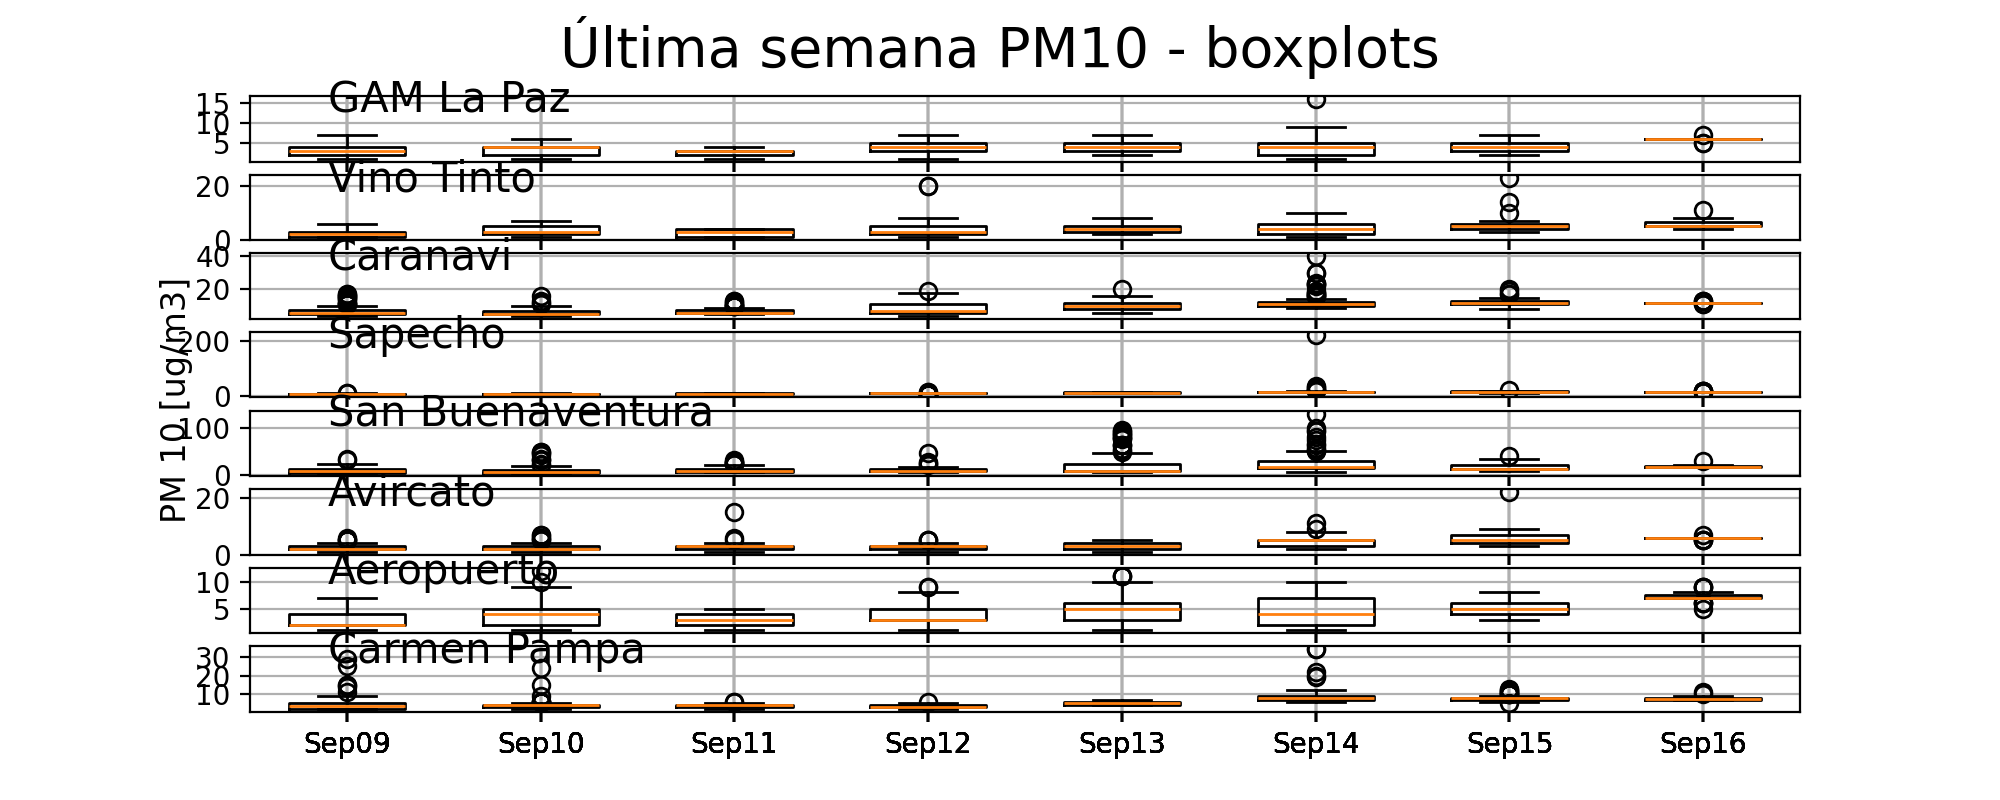 Última semana PM10 - boxplots
GAM La Paz
15
10
5
Vino Tinto
20
0
Caranavi
40
20
Sapecho
200
0
San Buenaventura
100
0
Avircato
20
0
Aeropuerto
10
5
Carmen Pampa
30
20
10
PM 10 [ug/m3]
Sep09 Sep10 Sep11 Sep12 Sep13 Sep14 Sep15 Sep16